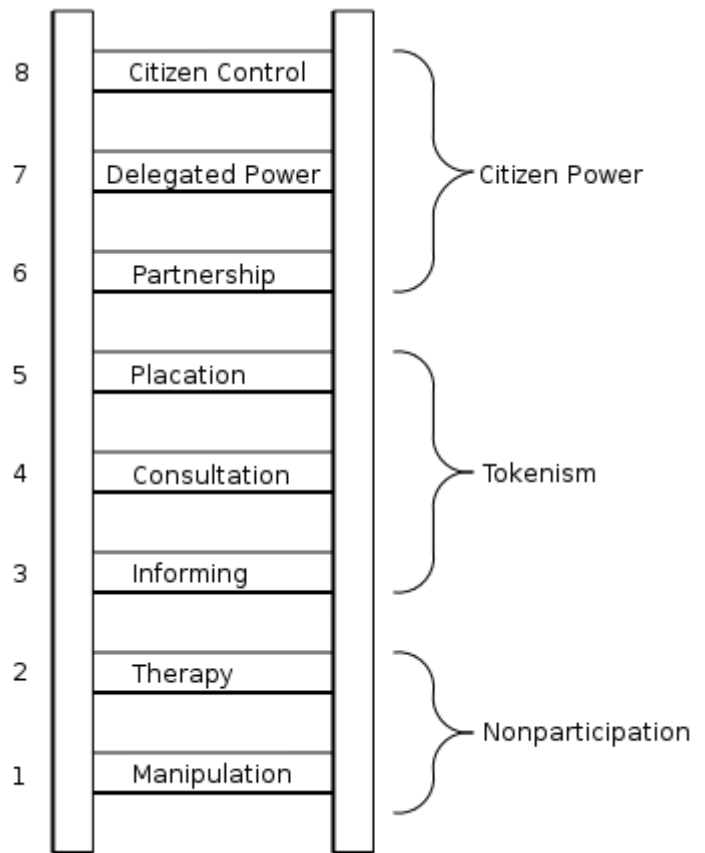 8 Citizen Control
7 Delegated Power Citizen Power
6 Partnership
5 Placation
4 Consultation Tokenism
3 Informing
2 Therapy
Nonparticipation
1 Manipulation